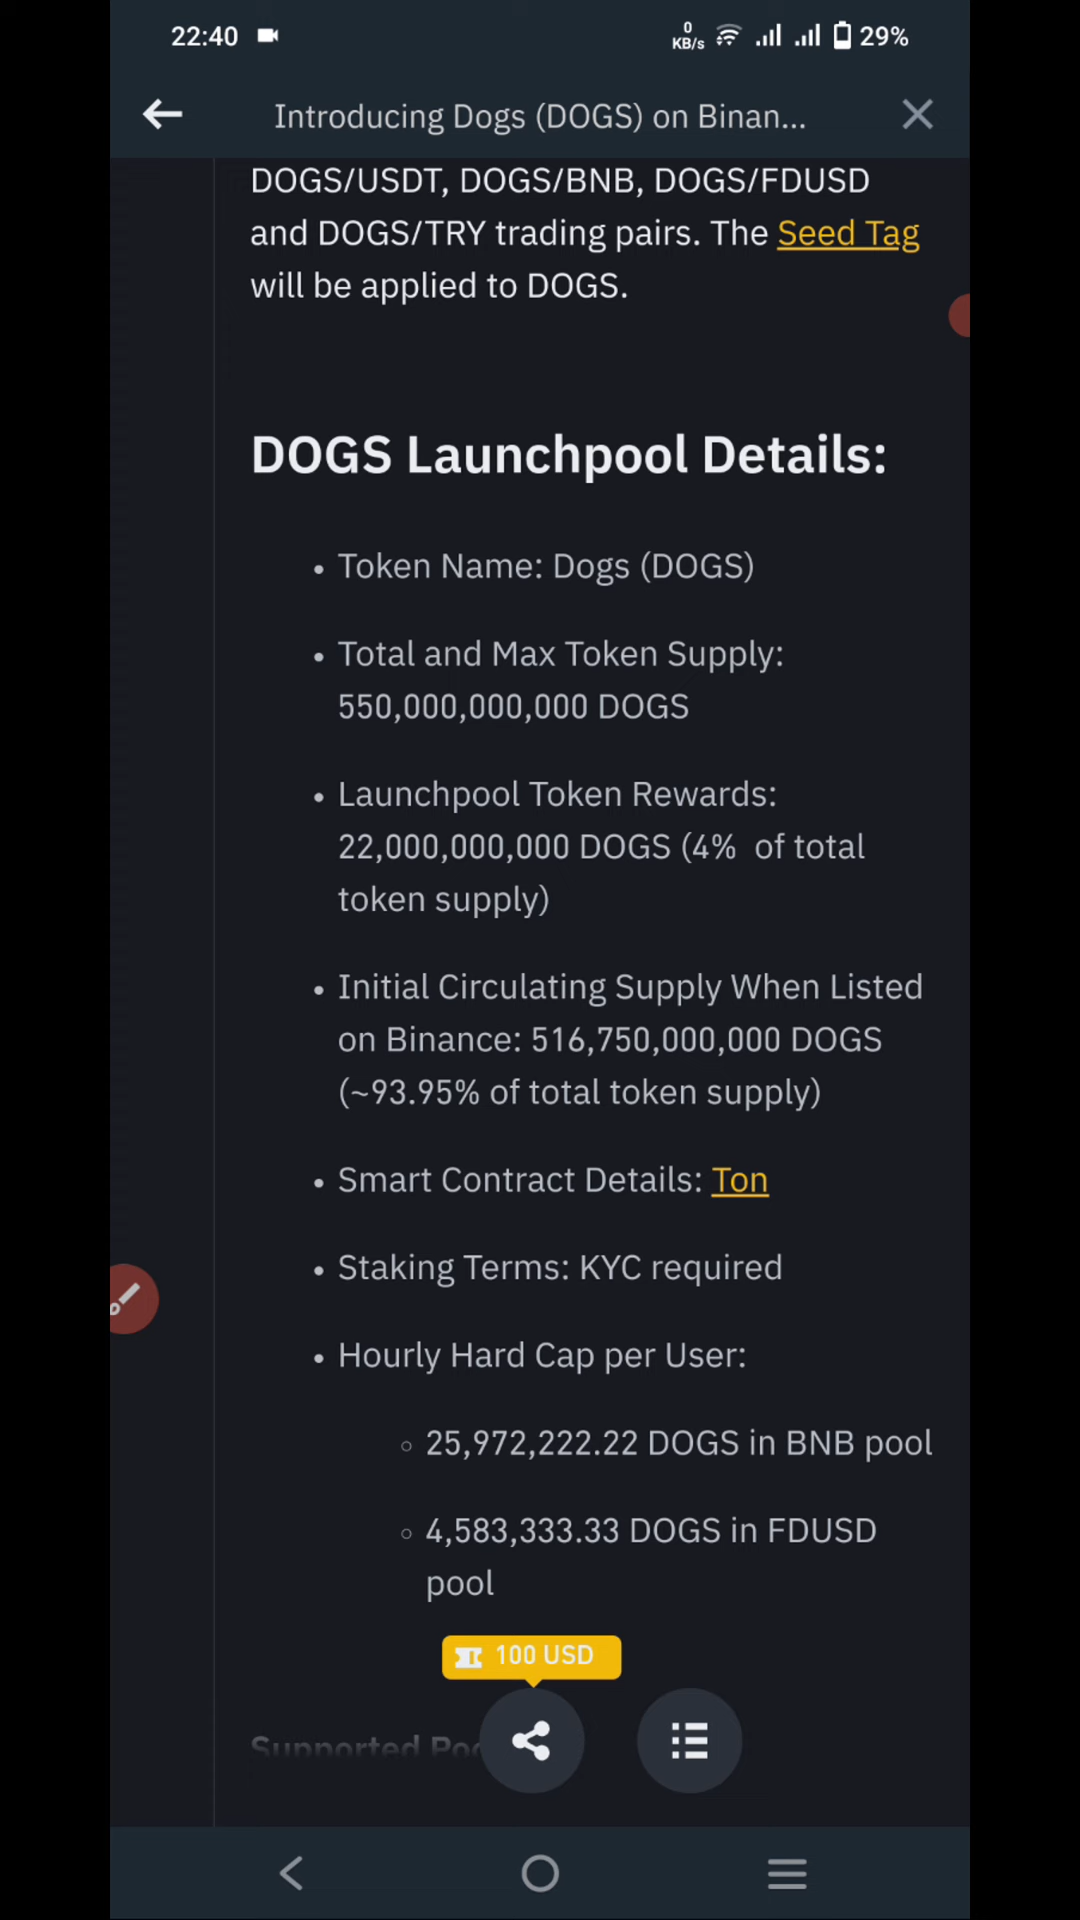 22:40
0
KB/s
29%
Introducing Dogs (DOGS) on Binan...
DOGS/USDT, DOGS/BNB, DOGS/FDUSD
and DOGS/TRY trading pairs. The Seed Tag
will be applied to DOGS.
DOGS Launchpool Details:
• Token Name: Dogs (DOGS)
• Total and Max Token Supply:
550,000,000,000 DOGS
• Launchpool Token Rewards:
22,000,000,000 DOGS (4% of total
token supply)
• Initial Circulating Supply When Listed
on Binance: 516,750,000,000 DOGS
(~93.95% of total token supply)
• Smart Contract Details: Ton
• Staking Terms: KYC required
• Hourly Hard Cap per User:
◦ 25,972,222.22 DOGS in BNB pool
◦ 4,583,333.33 DOGS in FDUSD
pool
100 USD
Supported